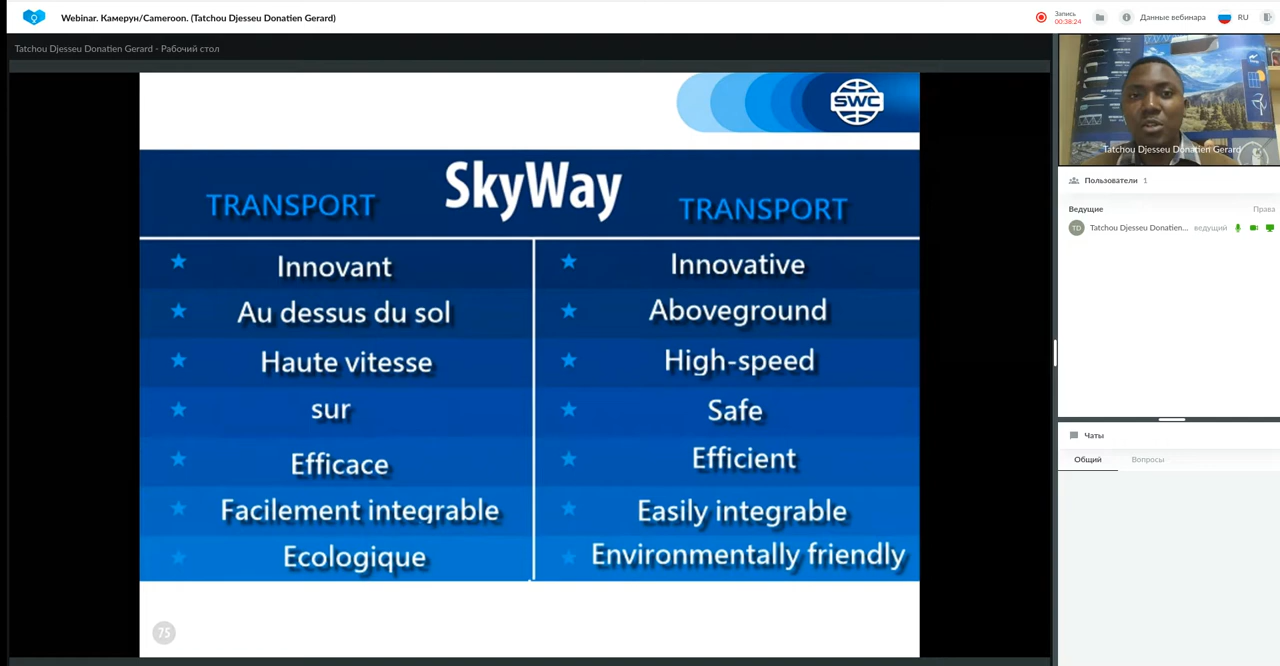 Webinar. Камерун/Cameroon. (Tatchou Djesseu Donatien Gerard)
Запись
00:38:24
Данные вебинара
RU
Tatchou Djesseu Donatien Gerard - Рабочий стол
SWC
SkyWay
TRANSPORT
TRANSPORT
Innovant
Innovative
Au dessus du sol
Aboveground
Haute vitesse
High-speed
sur
Safe
Efficace
Efficient
Facilement integrable
Easily integrable
Ecologique
Environmentally friendly
75
Tatchou Djesseu Donatien Gerard
Пользователи 1
Ведущие Права
TD Tatchou Djesseu Donatien... ведущий
Чаты
Общий Вопросы